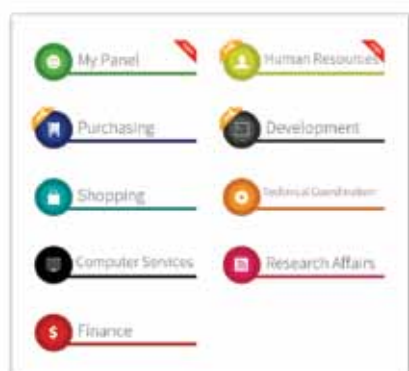 My Panel
Human Resources
Purchasing
Development
Shopping
Technical Coordination
Computer Services
Research Affairs
Finance
$